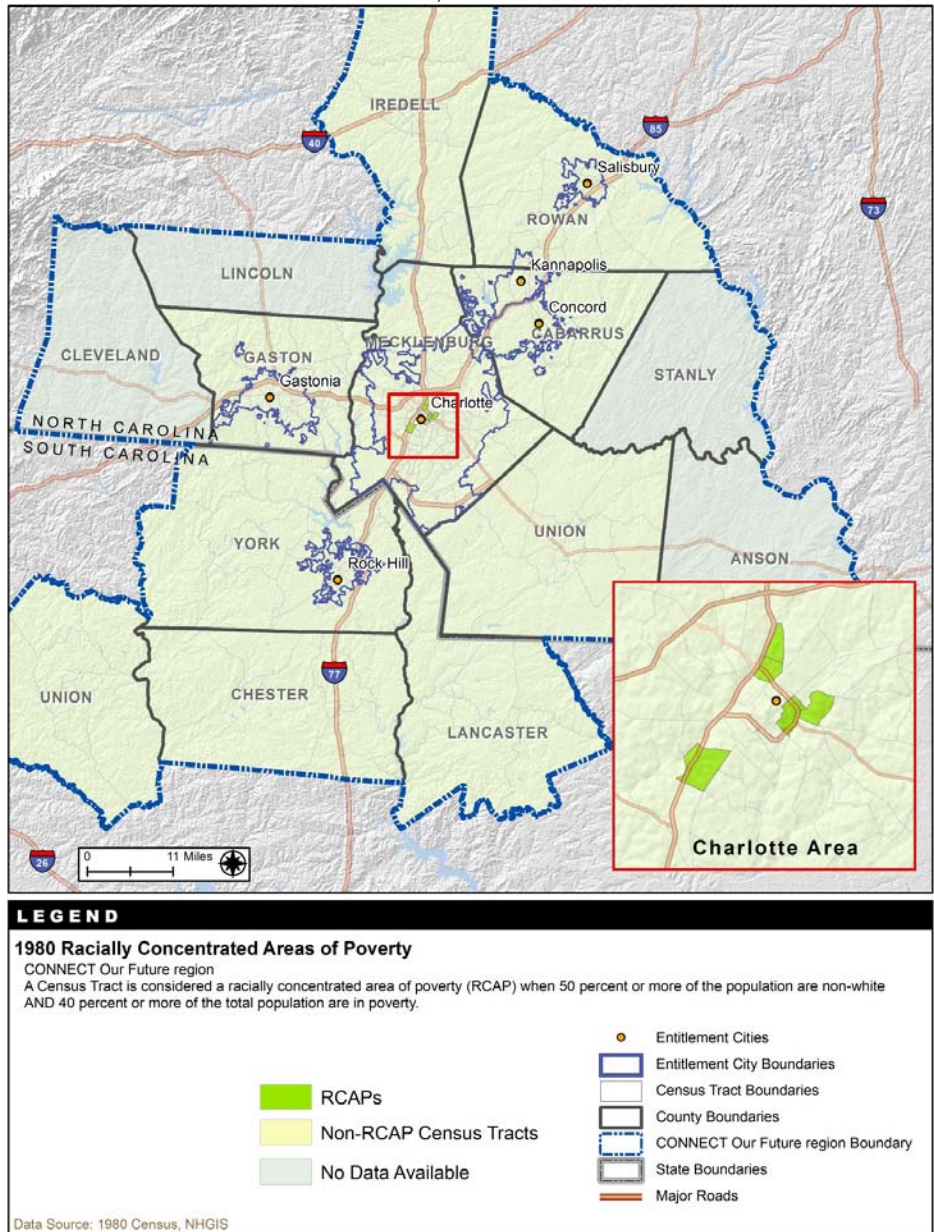 IREDELL
85
40
Salisbury
73
ROWAN
LINCOLN
Kannapolis
Concord
CLEVELAND
GASTON
MECKLENBURG
CABARRUS
STANLY
Gastonia
Charlotte
NORTH CAROLINA
SOUTH CAROLINA
YORK
UNION
ANSON
Rock Hill
UNION
CHESTER
77
LANCASTER
26
0 11 Miles
Charlotte Area
LEGEND
1980 Racially Concentrated Areas of Poverty
CONNECT Our Future region
A Census Tract is considered a racially concentrated area of poverty (RCAP) when 50 percent or more of the population are non-white
AND 40 percent or more of the total population are in poverty.
RCAPs
Non-RCAP Census Tracts
No Data Available
Entitlement Cities
Entitlement City Boundaries
Census Tract Boundaries
County Boundaries
CONNECT Our Future region Boundary
State Boundaries
Major Roads
Data Source: 1980 Census, NHGIS